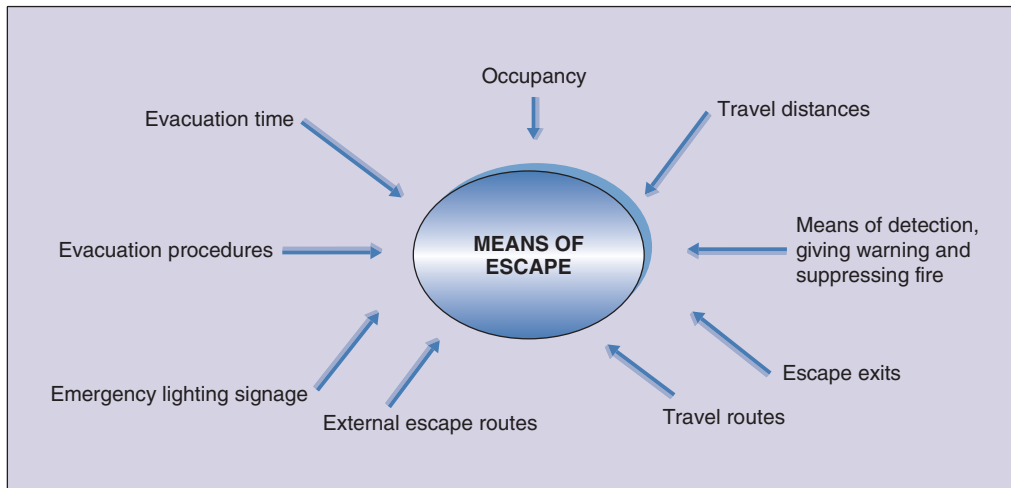 Occupancy
Evacuation time
Travel distances
Evacuation procedures
MEANS OF
ESCAPE
Means of detection,
giving warning and
suppressing fire
Escape exits
Emergency lighting signage
External escape routes
Travel routes